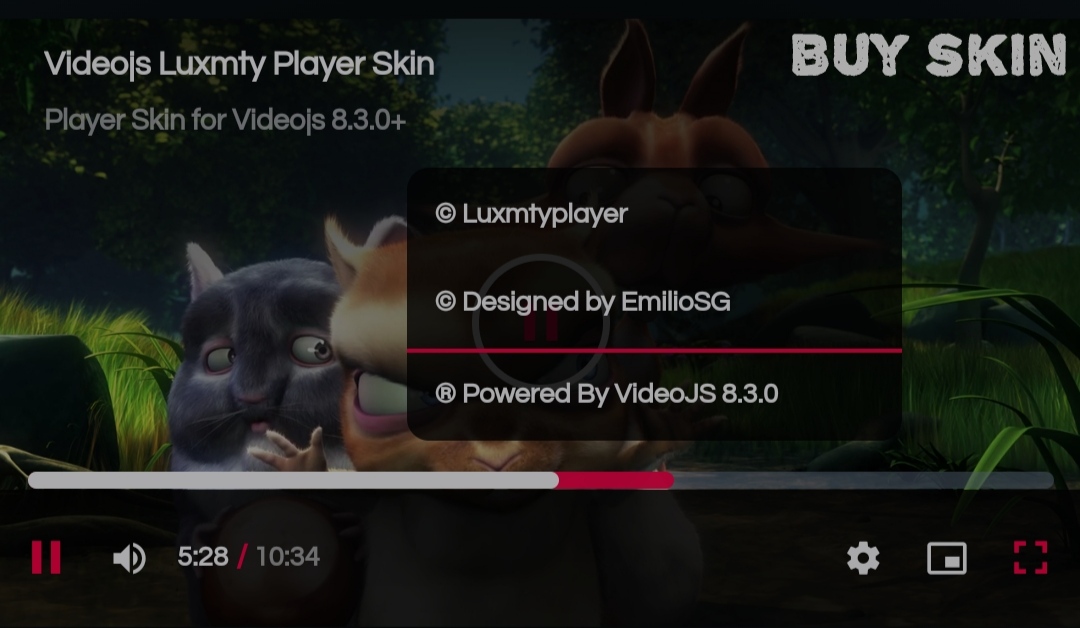 Videojs Luxmty Player Skin
BUY SKIN
Player Skin for Videojs 8.3.0+
© Luxmtyplayer
© Designed by EmilioSG
® Powered By VideoJS 8.3.0
5:28 / 10:34